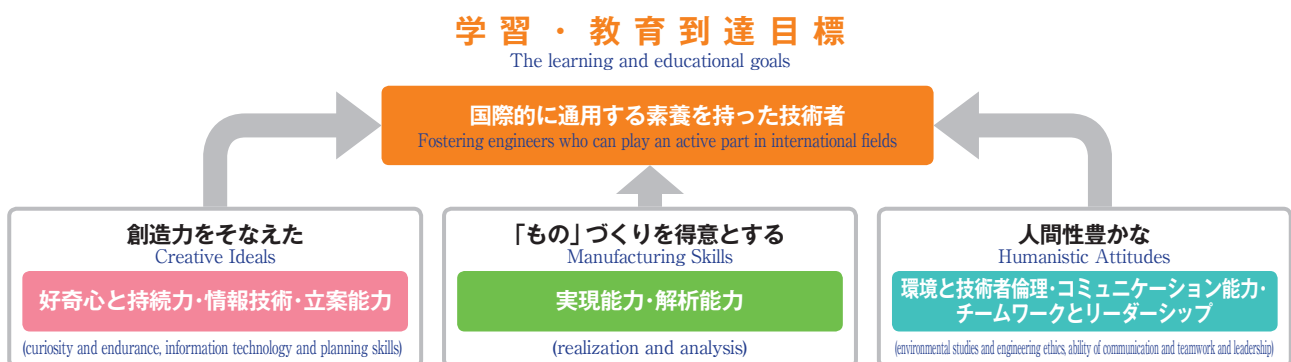 学習・教育到達目標
The learning and educational goals
国際的に通用する素養を持った技術者
Fostering engineers who can play an active part in international fields
創造力をそなえた
Creative Ideals
好奇心と持続力・情報技術・立案能力
(curiosity and endurance, information technology and planning skills)
「もの」づくりを得意とする
Manufacturing Skills
実現能力・解析能力
(realization and analysis)
人間性豊かな
Humanistic Attitudes
環境と技術者倫理・コミュニケーション能力・
チームワークとリーダーシップ
(environmental studies and engineering ethics, ability of communication and teamwork and leadership)